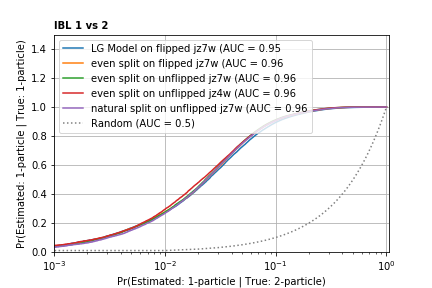 IBL 1 vs 2
Pr(Estimated: 1-particle | True: 1-particle)
1.4
1.2
1.0
0.8
0.6
0.4
0.2
0.0
LG Model on flipped jz7w (AUC = 0.95
even split on flipped jz7w (AUC = 0.96
even split on unflipped jz7w (AUC = 0.96
even split on unflipped jz4w (AUC = 0.96
natural split on unflipped jz7w (AUC = 0.96
Random (AUC = 0.5)
10⁻³ 10⁻² 10⁻¹ 10⁰
Pr(Estimated: 1-particle | True: 2-particle)